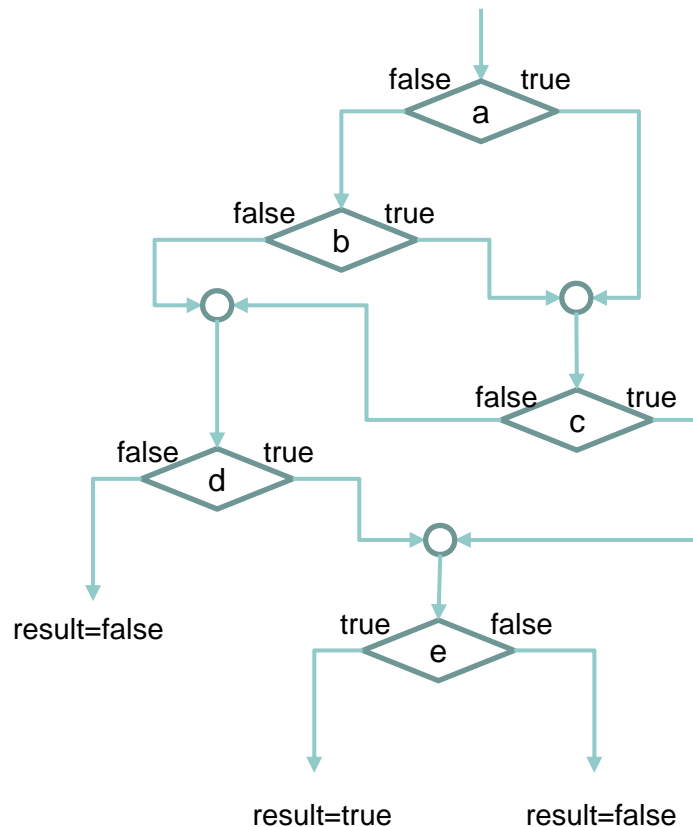 false true
a
false true
b
false true
c
false true
d
result=false
true false
e
result=true result=false